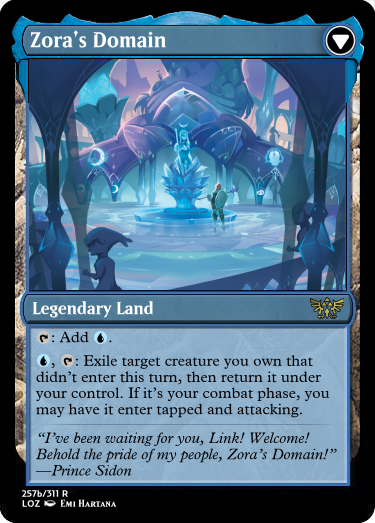 Zora's Domain
Legendary Land
: Add .
, : Exile target creature you own that
didn't enter this turn, then return it under
your control. If it's your combat phase, you
may have it enter tapped and attacking.
“I've been waiting for you, Link! Welcome!
Behold the pride of my people, Zora's Domain!”
—Prince Sidon
257b/311 R
LOZ Emi Hartana